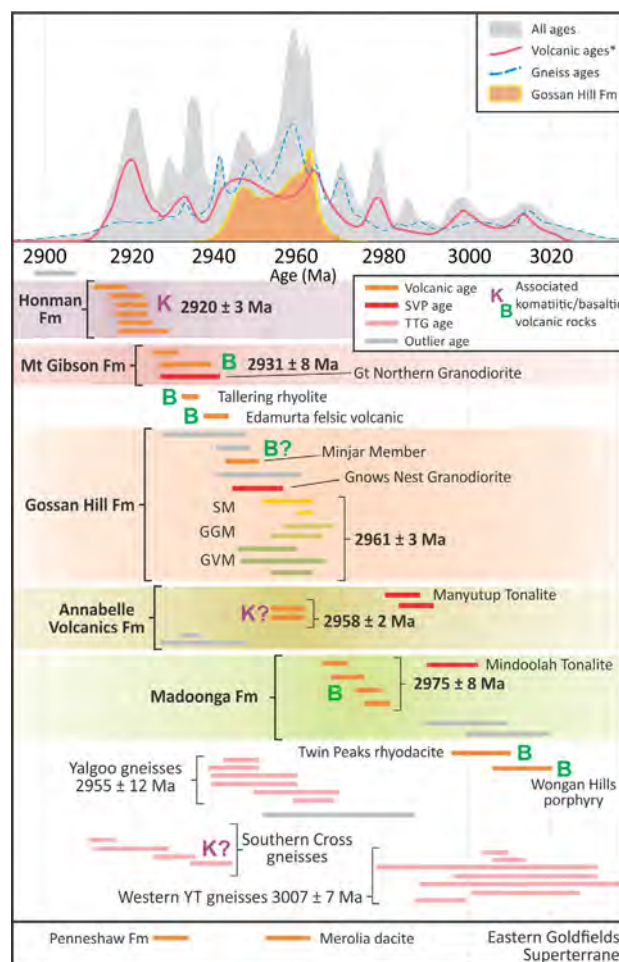 All ages
Volcanic ages*
Gneiss ages
Gossan Hill Fm
2900 2920 2940 2960 2980 3000 3020
Age (Ma)
Honman
Fm
K 2920 ± 3 Ma
Volcanic age
SVP age
TTG age
Outlier age
K
B
Associated
komatiitic/basaltic
volcanic rocks
Mt Gibson Fm
B 2931 ± 8 Ma
Gt Northern Granodiorite
B Tallering rhyolite
B Edamurta felsic volcanic
Gossan Hill Fm
B?
Minjar Member
Gnows Nest Granodiorite
SM
GGM
GVM
2961 ± 3 Ma
Annabelle
Volcanics Fm
K?
2958 ± 2 Ma
Manyutup Tonalite
Madoonga Fm
B
2975 ± 8 Ma
Mindoolah Tonalite
Twin Peaks rhyodacite B
B
Wongan Hills
porphyry
Yalgoo gneisses
2955 ± 12 Ma
K?
Southern Cross
gneisses
Western YT gneisses 3007 ± 7 Ma
Penneshaw Fm
Merolia dacite
Eastern Goldfields
Superterrane